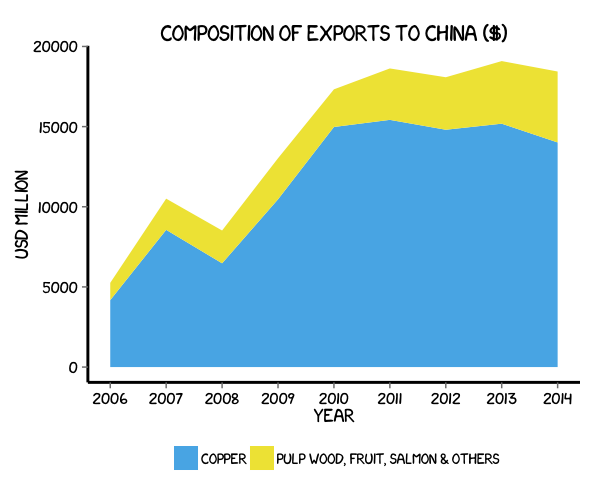 COMPOSITION OF EXPORTS TO CHINA ($)
USD MILLION
20000
15000
10000
5000
0
2006 2007 2008 2009 2010 2011 2012 2013 2014
YEAR
COPPER PULP WOOD, FRUIT, SALMON & OTHERS